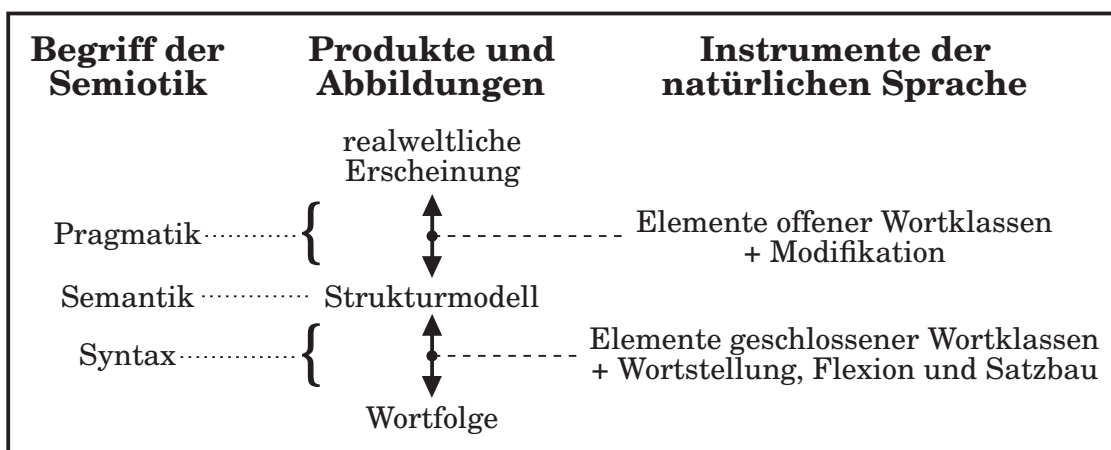 Begriff der
Semiotik
Produkte und
Abbildungen
Instrumente der
natürlichen Sprache
realweltliche
Erscheinung
Pragmatik
Elemente offener Wortklassen
+ Modifikation
Semantik
Strukturmodell
Syntax
Elemente geschlossener Wortklassen
+ Wortstellung, Flexion und Satzbau
Wortfolge